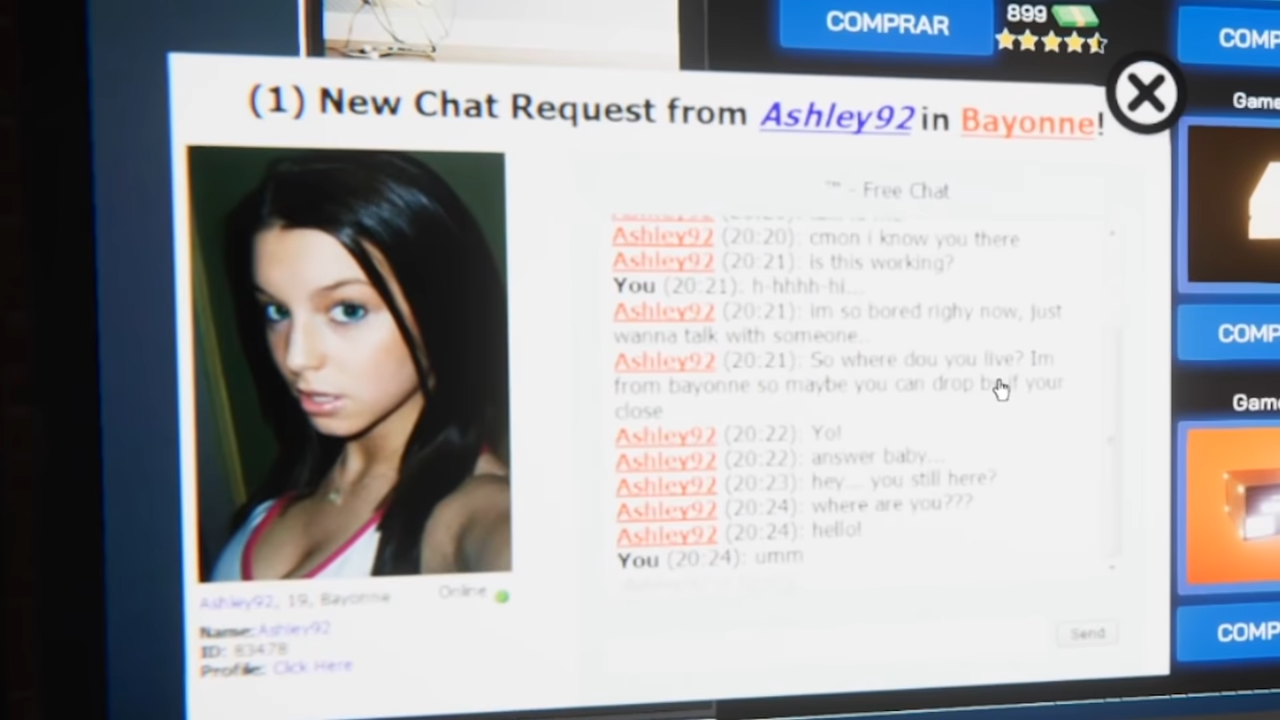 COMPRAR
899
COMP
(1) New Chat Request from Ashley92 in Bayonne!
Game
™ - Free Chat
Ashley92 (20:20): cmon i know you there
Ashley92 (20:21): is this working?
You (20:21): h-hhhh-hi...
Ashley92 (20:21): im so bored righy now, just
wanna talk with someone..
Ashley92 (20:21): So where dou you live? Im
from bayonne so maybe you can drop if your
close
Ashley92 (20:22): Yo!
Ashley92 (20:22): answer baby...
Ashley92 (20:23): hey.... you still here?
Ashley92 (20:24): where are you???
Ashley92 (20:24): hello!
You (20:24): umm
Send
Ashley92, 19, Bayonne
Online
Name: Ashley92
ID: 83478
Profile: Click Here
COMP
Game
COMP